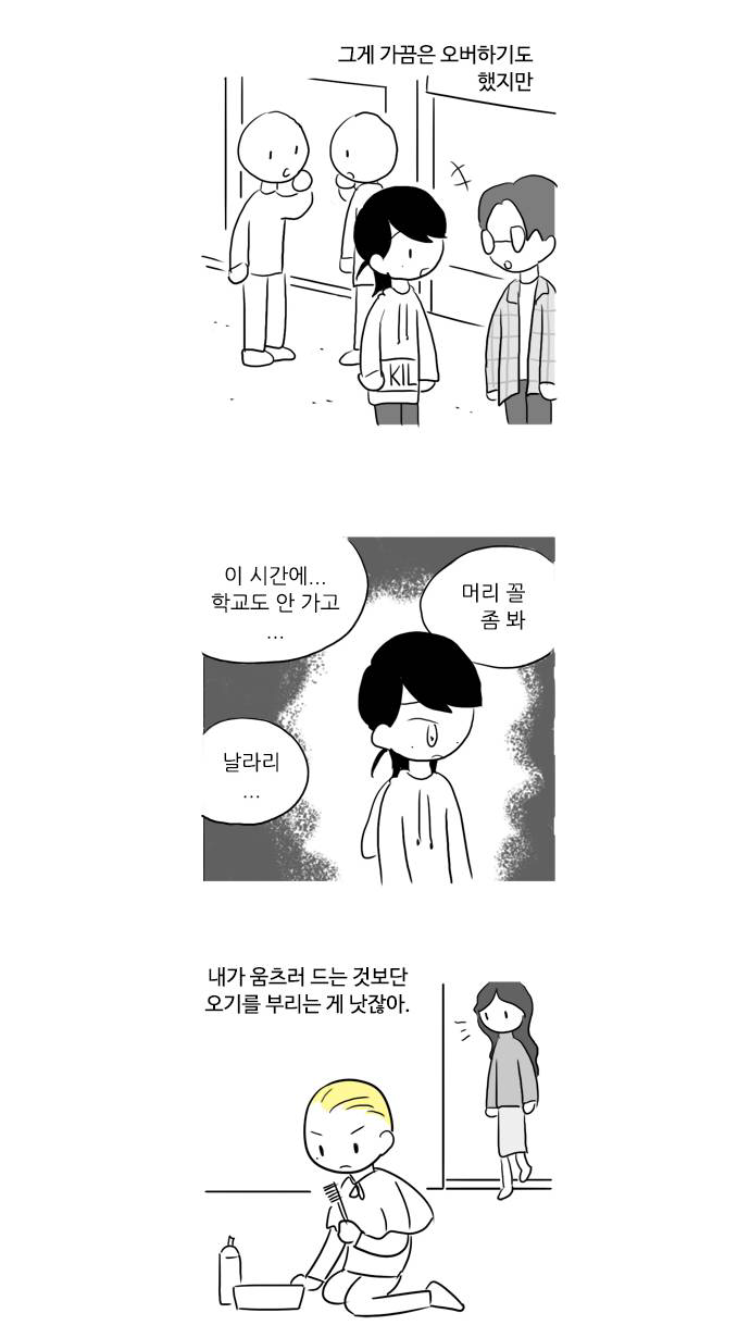 그게 가끔은 오버하기도
했지만
KIL
이 시간에...
학교도 안 가고
...
머리 꼴
좀 봐
날라리
...
내가 움츠러 드는 것보단
오기를 부리는 게 낫잖아.